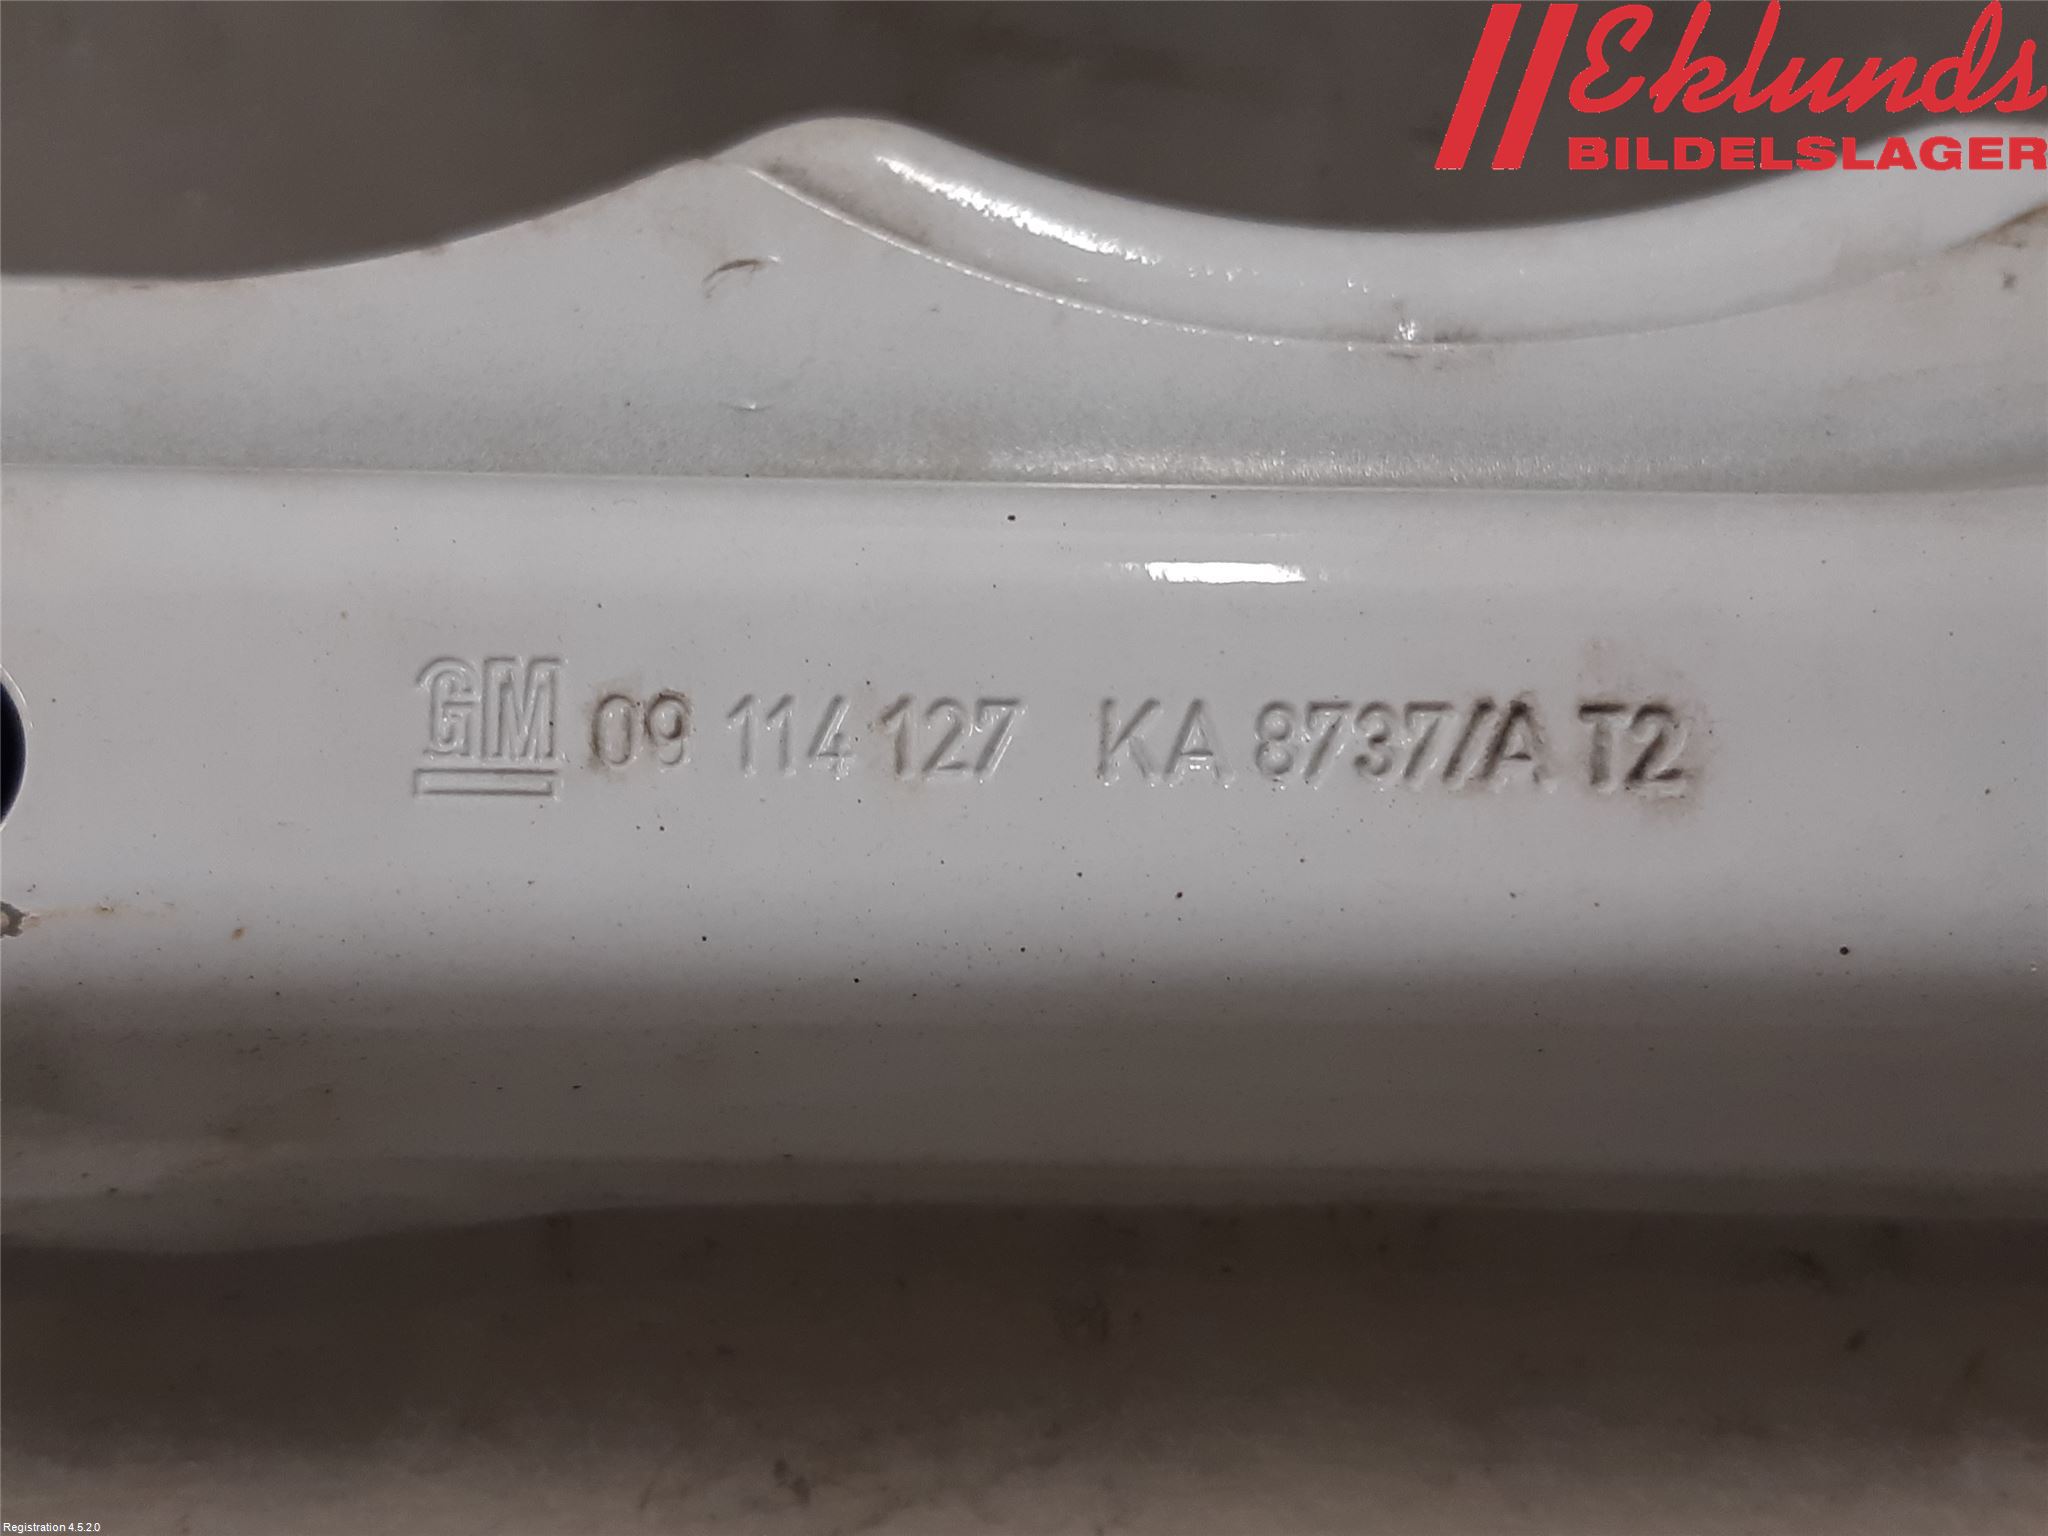 Eklunds
BILDELSLAGER
GM 09 114 127 KA 8737/A T2
Registration 4.5.2.0